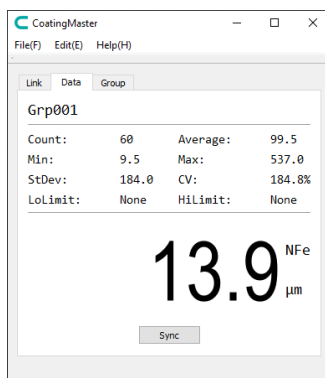 CoatingMaster
File(F) Edit(E) Help(H)
Link Data Group
Grp001
Count: 60 Average: 99.5
Min: 9.5 Max: 537.0
StDev: 184.0 CV: 184.8%
LoLimit: None HiLimit: None
13.9 NFe
μm
Sync